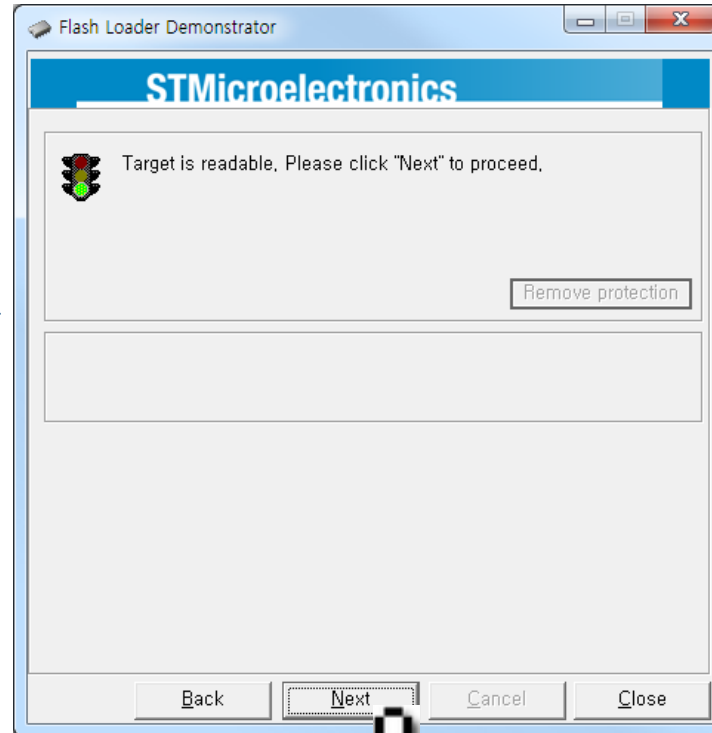 Flash Loader Demonstrator
STMicroelectronics
Target is readable, Please click "Next" to proceed,
Remove protection
Back
Next
Cancel
Close